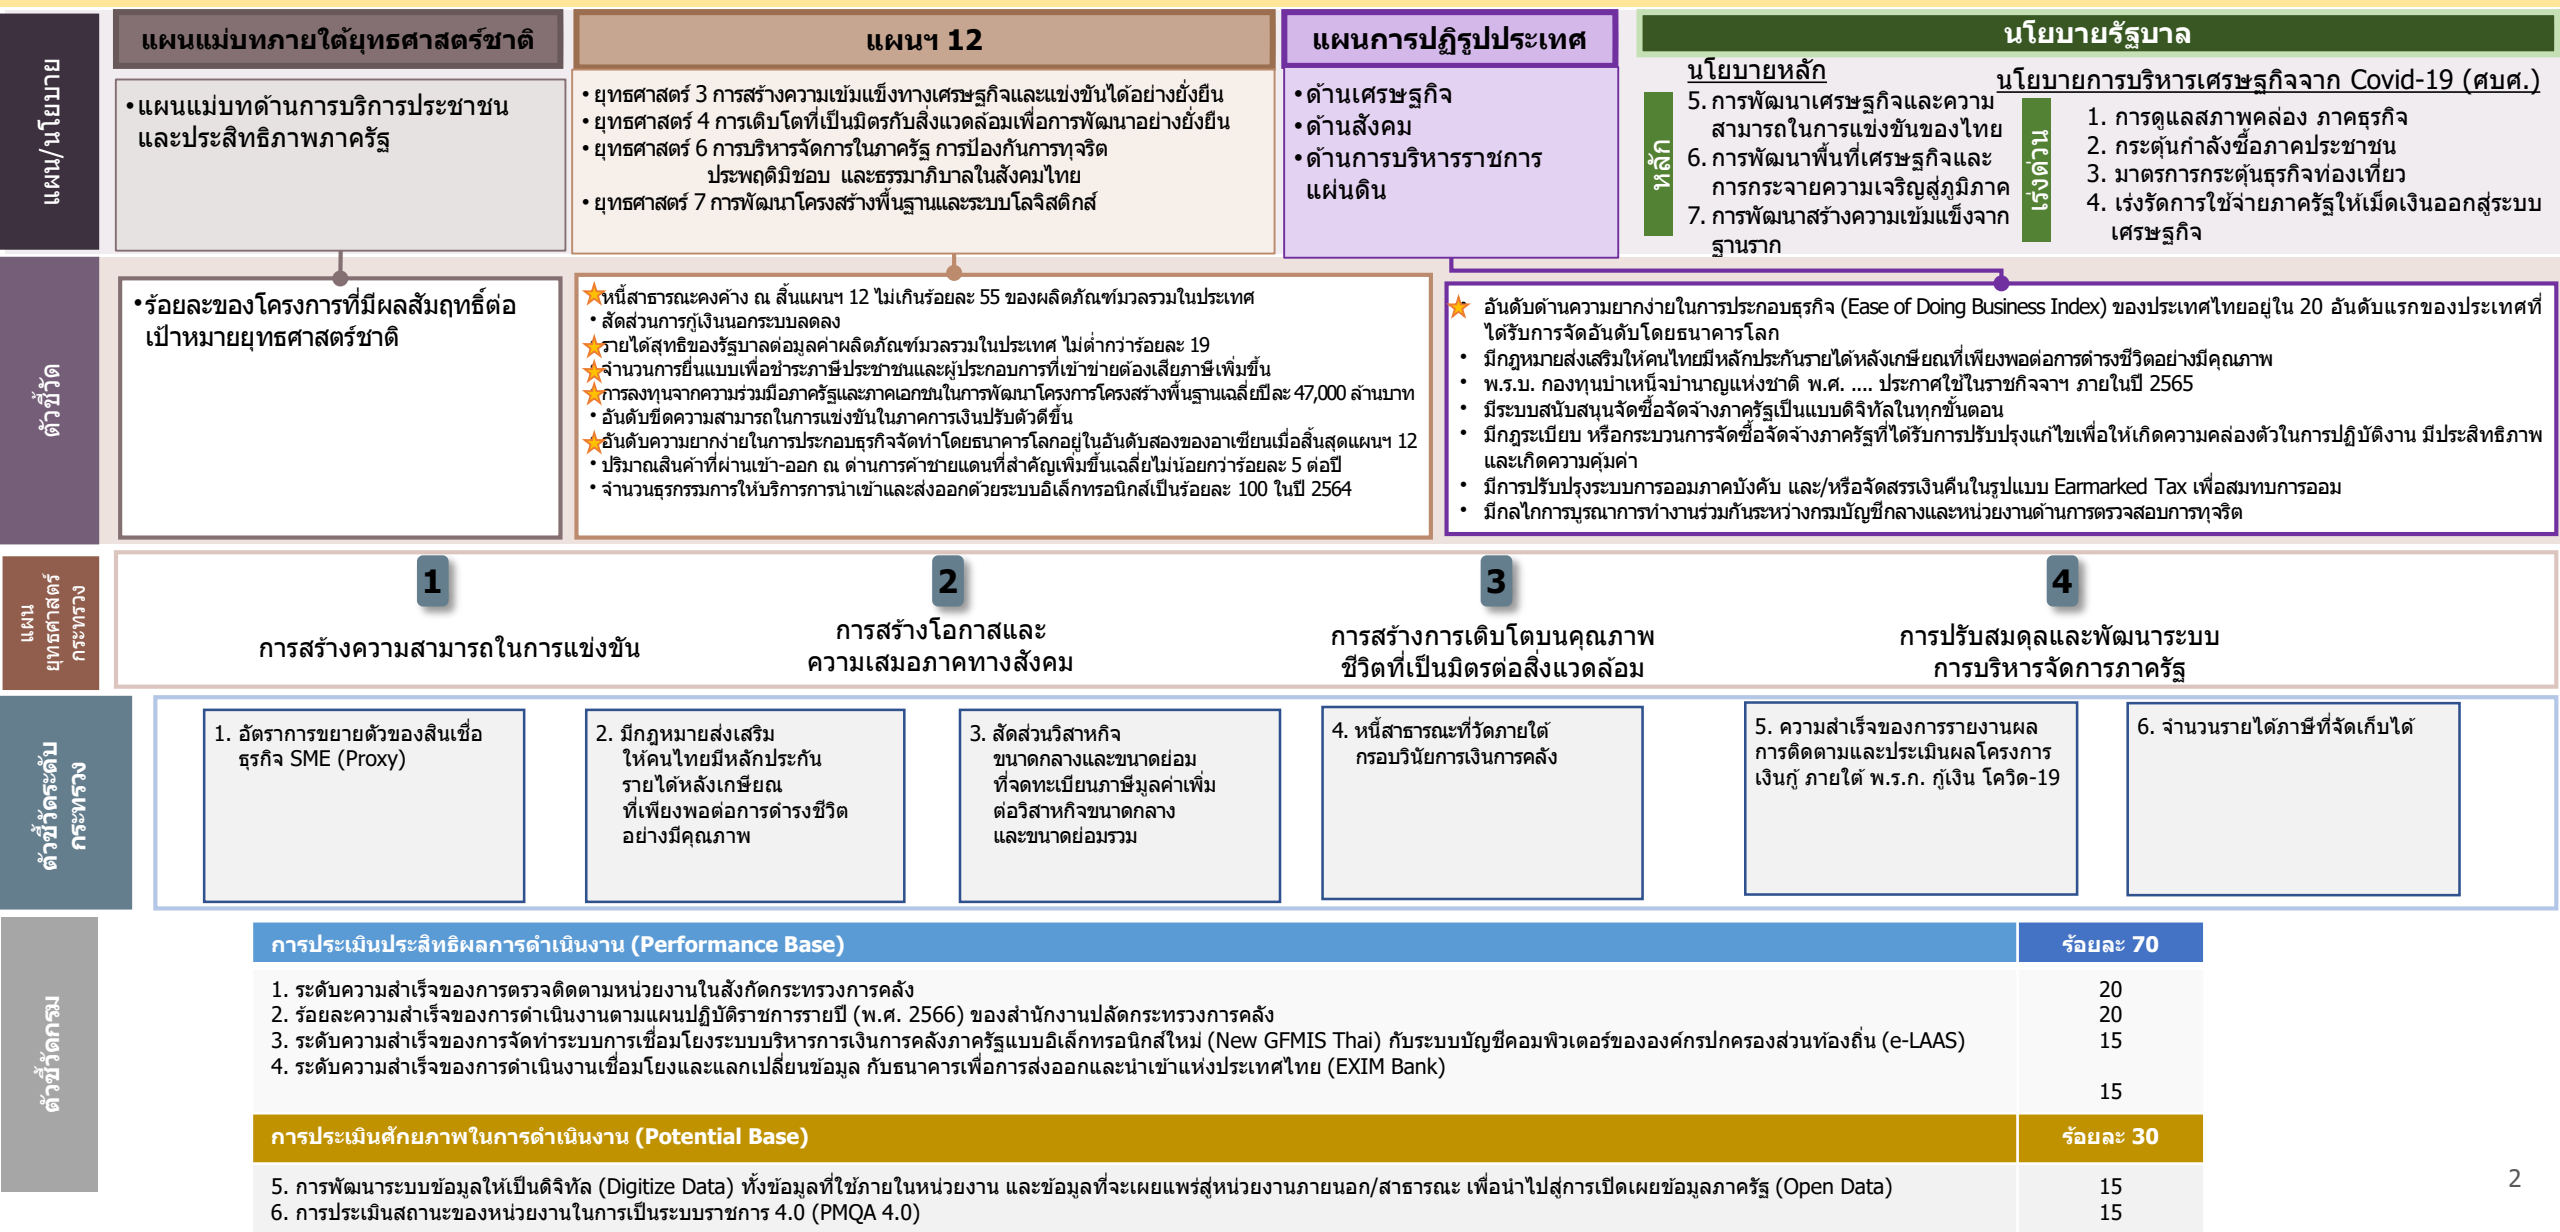 แผน/นโยบาย
แผนแม่บทภายใต้ยุทธศาสตร์ชาติ
•แผนแม่บทด้านการบริการประชาชน
และประสิทธิภาพภาครัฐ
แผนฯ 12
• ยุทธศาสตร์ 3 การสร้างความเข้มแข็งทางเศรษฐกิจและแข่งขันได้อย่างยั่งยืน
• ยุทธศาสตร์ 4 การเติบโตที่เป็นมิตรกับสิ่งแวดล้อมเพื่อการพัฒนาอย่างยั่งยืน
• ยุทธศาสตร์ 6 การบริหารจัดการในภาครัฐ การป้องกันการทุจริต
ประพฤติมิชอบ และธรรมาภิบาลในสังคมไทย
• ยุทธศาสตร์ 7 การพัฒนาโครงสร้างพื้นฐานและระบบโลจิสติกส์
แผนการปฏิรูปประเทศ
•ด้านเศรษฐกิจ
•ด้านสังคม
•ด้านการบริหารราชการ
แผ่นดิน
นโยบายรัฐบาล
นโยบายหลัก
หลัก
5. การพัฒนาเศรษฐกิจและความ
สามารถในการแข่งขันของไทย
6. การพัฒนาพื้นที่เศรษฐกิจและ
การกระจายความเจริญสู่ภูมิภาค
7. การพัฒนาสร้างความเข้มแข็งจาก
ฐานราก
นโยบายการบริหารเศรษฐกิจจาก Covid-19 (ศบศ.)
เร่งด่วน
1. การดูแลสภาพคล่อง ภาคธุรกิจ
2. กระตุ้นกำลังซื้อภาคประชาชน
3. มาตรการกระตุ้นธุรกิจท่องเที่ยว
4. เร่งรัดการใช้จ่ายภาครัฐให้เม็ดเงินออกสู่ระบบ
เศรษฐกิจ
ตัวชี้วัด
•ร้อยละของโครงการที่มีผลสัมฤทธิ์ต่อ
เป้าหมายยุทธศาสตร์ชาติ
หนี้สาธารณะคงค้าง ณ สิ้นแผนฯ 12 ไม่เกินร้อยละ 55 ของผลิตภัณฑ์มวลรวมในประเทศ
• สัดส่วนการกู้เงินนอกระบบลดลง
รายได้สุทธิของรัฐบาลต่อมูลค่าผลิตภัณฑ์มวลรวมในประเทศ ไม่ต่ำกว่าร้อยละ 19
จำนวนการยื่นแบบเพื่อชำระภาษีประชาชนและผู้ประกอบการที่เข้าข่ายต้องเสียภาษีเพิ่มขึ้น
การลงทุนจากความร่วมมือภาครัฐและภาคเอกชนในการพัฒนาโครงการโครงสร้างพื้นฐานเฉลี่ยปีละ 47,000 ล้านบาท
• อันดับขีดความสามารถในการแข่งขันในภาคการเงินปรับตัวดีขึ้น
อันดับความยากง่ายในการประกอบธุรกิจจัดทำโดยธนาคารโลกอยู่ในอันดับสองของอาเซียนเมื่อสิ้นสุดแผนฯ 12
• ปริมาณสินค้าที่ผ่านเข้า-ออก ณ ด่านการค้าชายแดนที่สำคัญเพิ่มขึ้นเฉลี่ยไม่น้อยกว่าร้อยละ 5 ต่อปี
• จำนวนธุรกรรมการให้บริการการนำเข้าและส่งออกด้วยระบบอิเล็กทรอนิกส์เป็นร้อยละ 100 ในปี 2564
อันดับด้านความยากง่ายในการประกอบธุรกิจ (Ease of Doing Business Index) ของประเทศไทยอยู่ใน 20 อันดับแรกของประเทศที่
ได้รับการจัดอันดับโดยธนาคารโลก
• มีกฎหมายส่งเสริมให้คนไทยมีหลักประกันรายได้หลังเกษียณที่เพียงพอต่อการดำรงชีวิตอย่างมีคุณภาพ
• พ.ร.บ. กองทุนบำเหน็จบำนาญแห่งชาติ พ.ศ. .... ประกาศใช้ในราชกิจจาฯ ภายในปี 2565
• มีระบบสนับสนุนจัดซื้อจัดจ้างภาครัฐเป็นแบบดิจิทัลในทุกขั้นตอน
• มีกฎระเบียบ หรือกระบวนการจัดซื้อจัดจ้างภาครัฐที่ได้รับการปรับปรุงแก้ไขเพื่อให้เกิดความคล่องตัวในการปฏิบัติงาน มีประสิทธิภาพ
และเกิดความคุ้มค่า
• มีการปรับปรุงระบบการออมภาคบังคับ และ/หรือจัดสรรเงินคืนในรูปแบบ Earmarked Tax เพื่อสมทบการออม
• มีกลไกการบูรณาการทำงานร่วมกันระหว่างกรมบัญชีกลางและหน่วยงานด้านการตรวจสอบการทุจริต
แผน
ยุทธศาสตร์
กระทรวง
1
การสร้างความสามารถในการแข่งขัน
2
การสร้างโอกาสและ
ความเสมอภาคทางสังคม
3
การสร้างการเติบโตบนคุณภาพ
ชีวิตที่เป็นมิตรต่อสิ่งแวดล้อม
4
การปรับสมดุลและพัฒนาระบบ
การบริหารจัดการภาครัฐ
ตัวชี้วัดระดับ
กระทรวง
1. อัตราการขยายตัวของสินเชื่อ
ธุรกิจ SME (Proxy)
2. มีกฎหมายส่งเสริม
ให้คนไทยมีหลักประกัน
รายได้หลังเกษียณ
ที่เพียงพอต่อการดำรงชีวิต
อย่างมีคุณภาพ
3. สัดส่วนวิสาหกิจ
ขนาดกลางและขนาดย่อม
ที่จดทะเบียนภาษีมูลค่าเพิ่ม
ต่อวิสาหกิจขนาดกลาง
และขนาดย่อมรวม
4. หนี้สาธารณะที่วัดภายใต้
กรอบวินัยการเงินการคลัง
5. ความสำเร็จของการรายงานผล
การติดตามและประเมินผลโครงการ
เงินกู้ ภายใต้ พ.ร.ก. กู้เงิน โควิด-19
6. จำนวนรายได้ภาษีที่จัดเก็บได้
ตัวชี้วัดกรม
การประเมินประสิทธิผลการดำเนินงาน (Performance Base) ร้อยละ 70
1. ระดับความสำเร็จของการตรวจติดตามหน่วยงานในสังกัดกระทรวงการคลัง 20
2. ร้อยละความสำเร็จของการดำเนินงานตามแผนปฏิบัติราชการรายปี (พ.ศ. 2566) ของสำนักงานปลัดกระทรวงการคลัง 20
3. ระดับความสำเร็จของการจัดทำระบบการเชื่อมโยงระบบบริหารการเงินการคลังภาครัฐแบบอิเล็กทรอนิกส์ใหม่ (New GFMIS Thai) กับระบบบัญชีคอมพิวเตอร์ขององค์กรปกครองส่วนท้องถิ่น (e-LAAS) 15
4. ระดับความสำเร็จของการดำเนินงานเชื่อมโยงและแลกเปลี่ยนข้อมูล กับธนาคารเพื่อการส่งออกและนำเข้าแห่งประเทศไทย (EXIM Bank)
15
การประเมินศักยภาพในการดำเนินงาน (Potential Base) ร้อยละ 30
5. การพัฒนาระบบข้อมูลให้เป็นดิจิทัล (Digitize Data) ทั้งข้อมูลที่ใช้ภายในหน่วยงาน และข้อมูลที่จะเผยแพร่สู่หน่วยงานภายนอก/สาธารณะ เพื่อนำไปสู่การเปิดเผยข้อมูลภาครัฐ (Open Data) 15
6. การประเมินสถานะของหน่วยงานในการเป็นระบบราชการ 4.0 (PMQA 4.0) 15
2